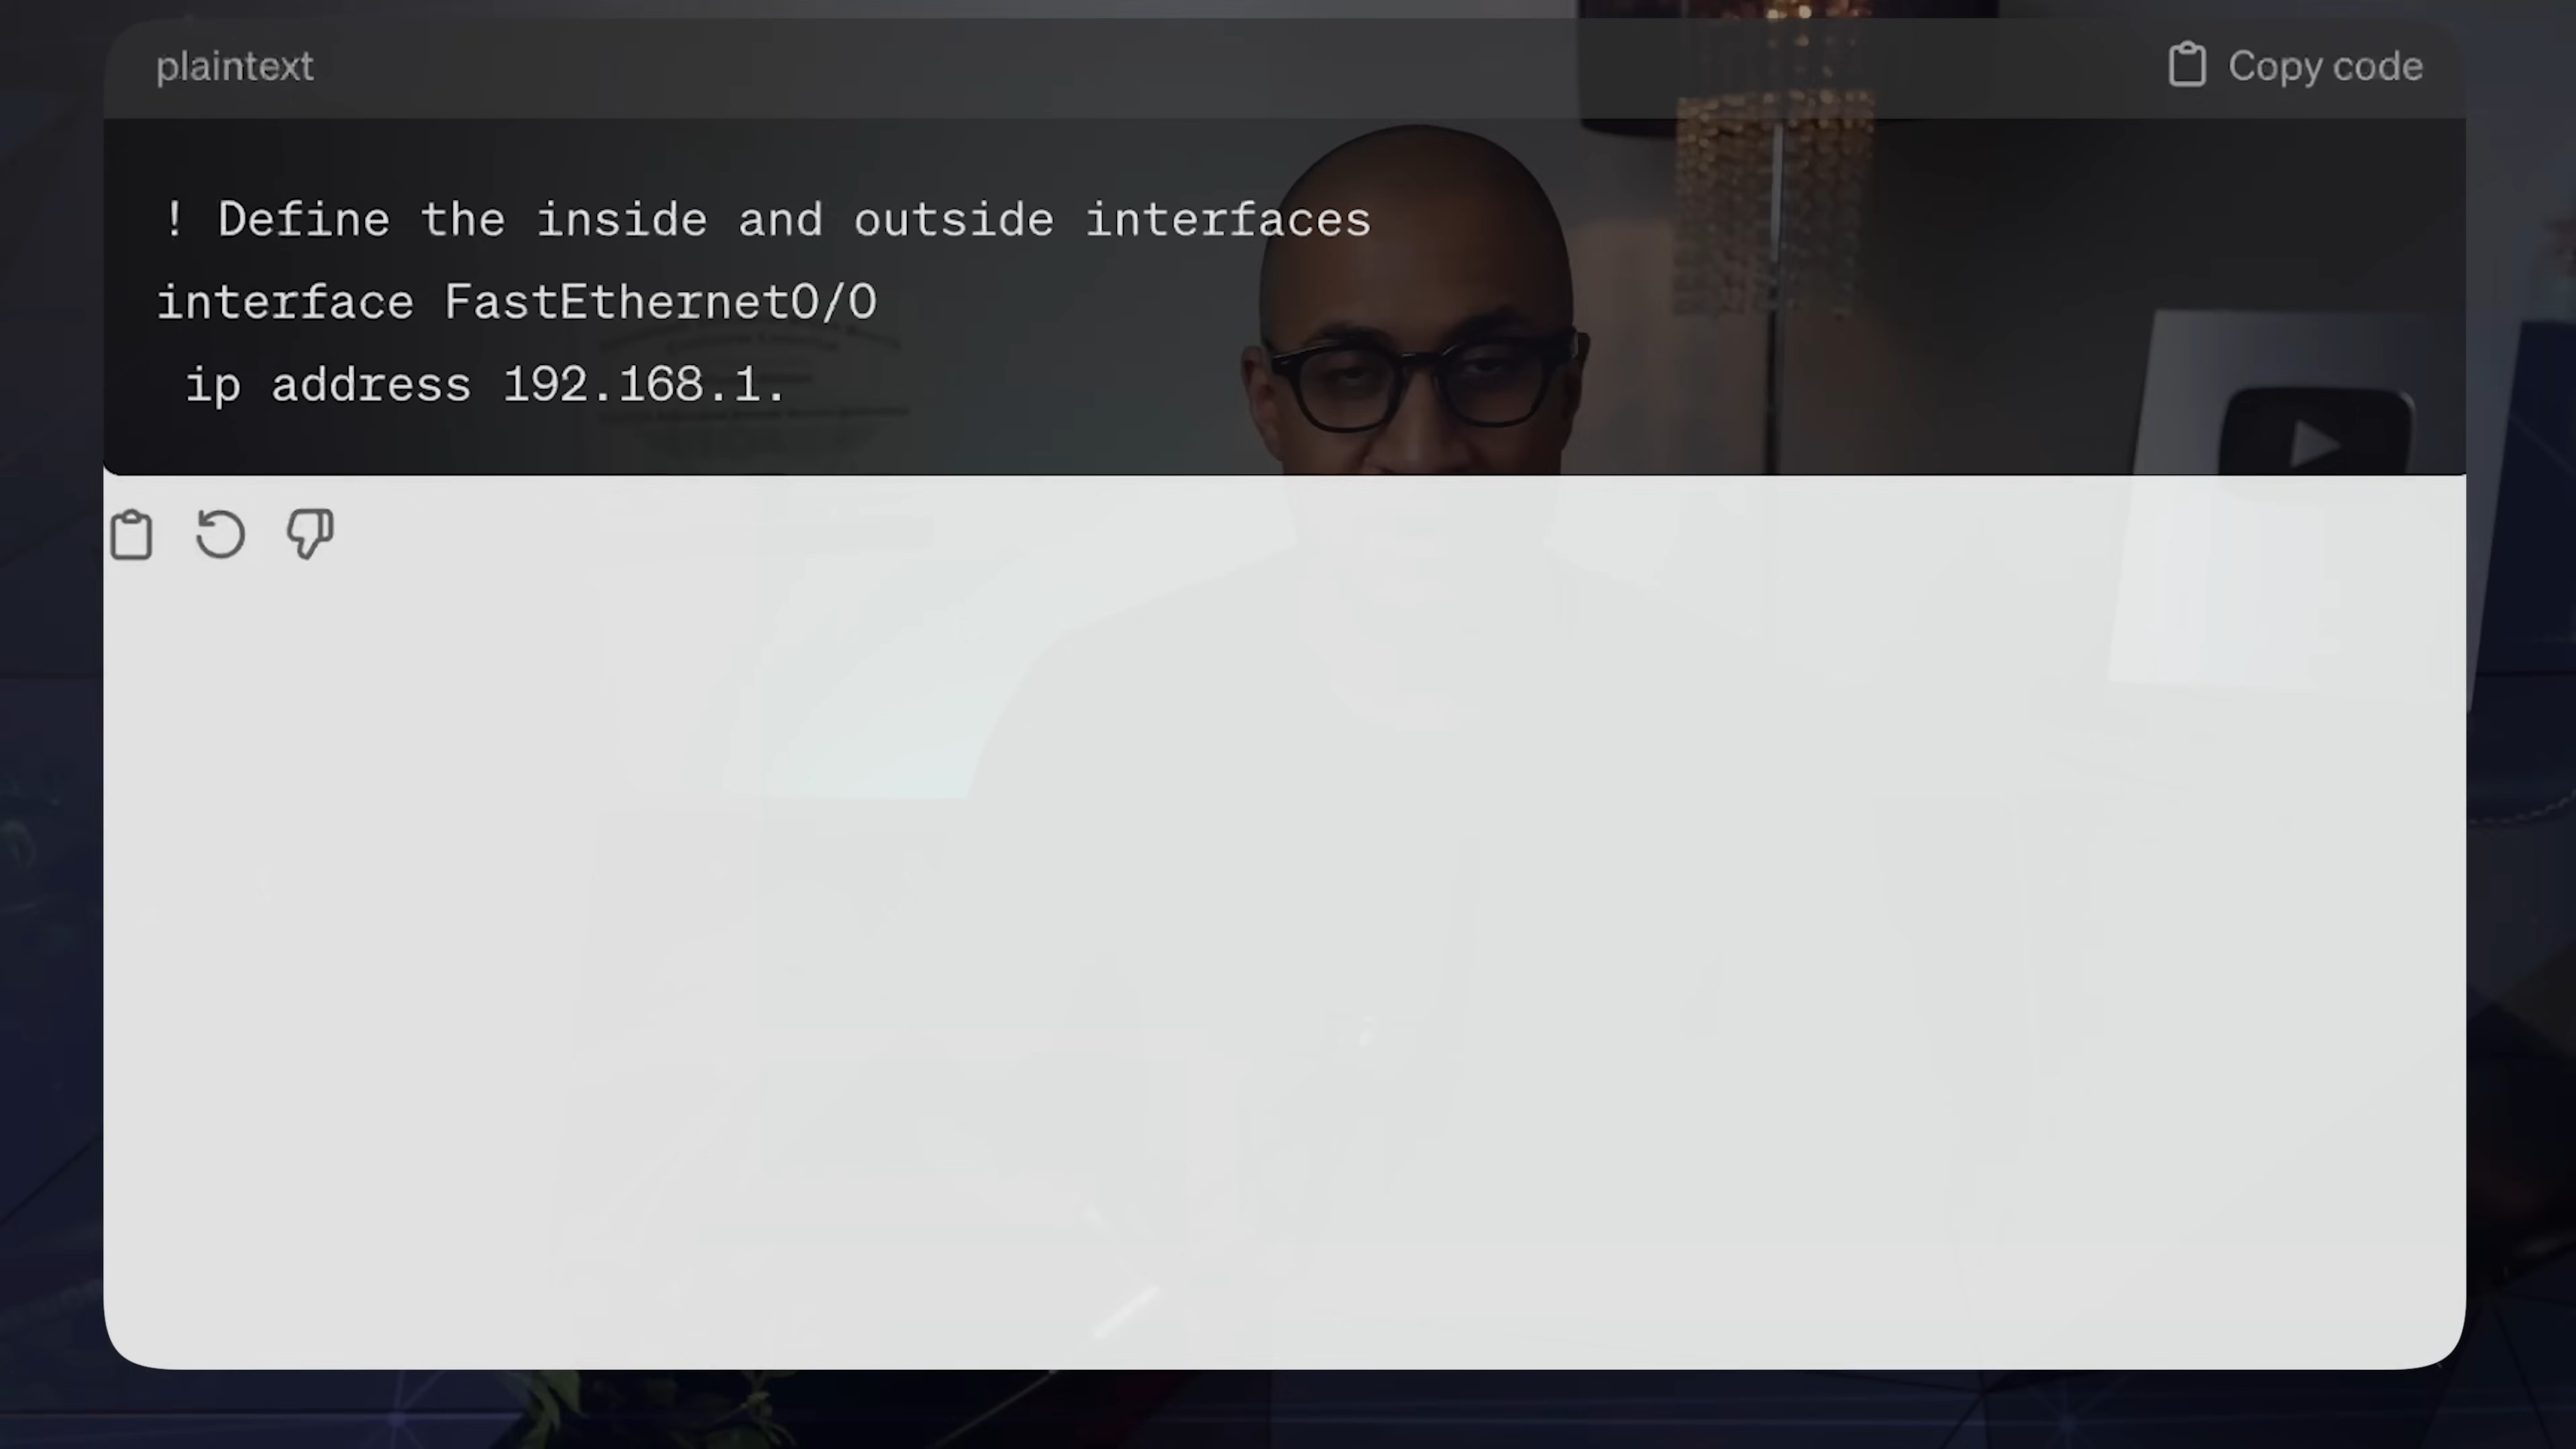 plaintext
Copy code
! Define the inside and outside interfaces
interface FastEthernet0/0
ip address 192.168.1.